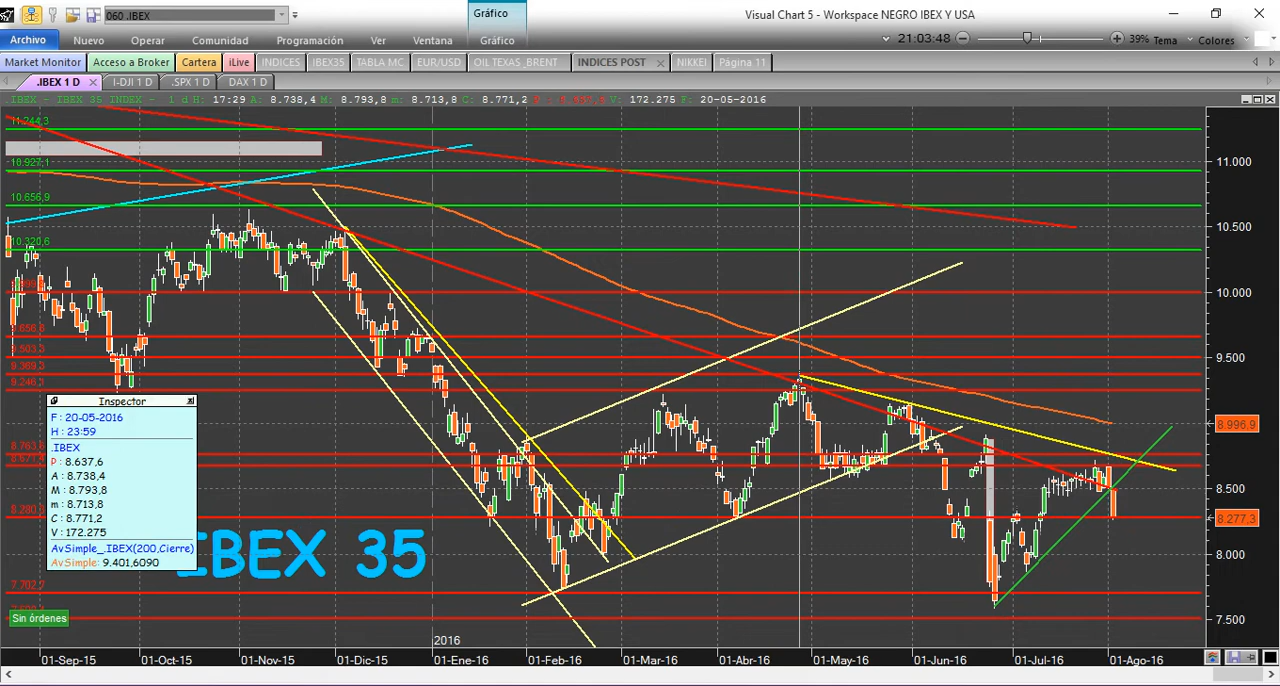 060 .IBEX
Gráfico
Visual Chart 5 - Workspace NEGRO IBEX Y USA
Archivo Nuevo Operar Comunidad Programación Ver Ventana Gráfico
21:03:48 39% Tema Colores
Market Monitor Acceso a Broker Cartera iLive INDICES IBEX35 TABLA MC EUR/USD OIL TEXAS_BRENT INDICES POST NIKKEI Página 11
.IBEX 1 D I-DJI 1 D .SPX 1 D DAX 1 D
.IBEX - IBEX 35 INDEX - 1 d H: 17:29 A: 8.738,4 M: 8.793,8 m: 8.713,8 C: 8.771,2 V: 172.275 F: 20-05-2016
11.244,3
10.927,1
10.656,9
10.320,6
9.656,8
9.503,3
9.369,3
9.246,3
8.280,3
11.000
10.500
10.000
9.500
8.996,9
8.500
8.277,3
8.000
7.500
Inspector
F : 20-05-2016
H : 23:59
.IBEX
P : 8.637,6
A : 8.738,4
M : 8.793,8
m : 8.713,8
C : 8.771,2
V : 172.275
AvSimple_.IBEX(200,Cierre)
AvSimple: 9.401,6090
IBEX 35
Sin órdenes
2016
01-Sep-15 01-Oct-15 01-Nov-15 01-Dic-15 01-Ene-16 01-Feb-16 01-Mar-16 01-Abr-16 01-May-16 01-Jun-16 01-Jul-16 01-Ago-16